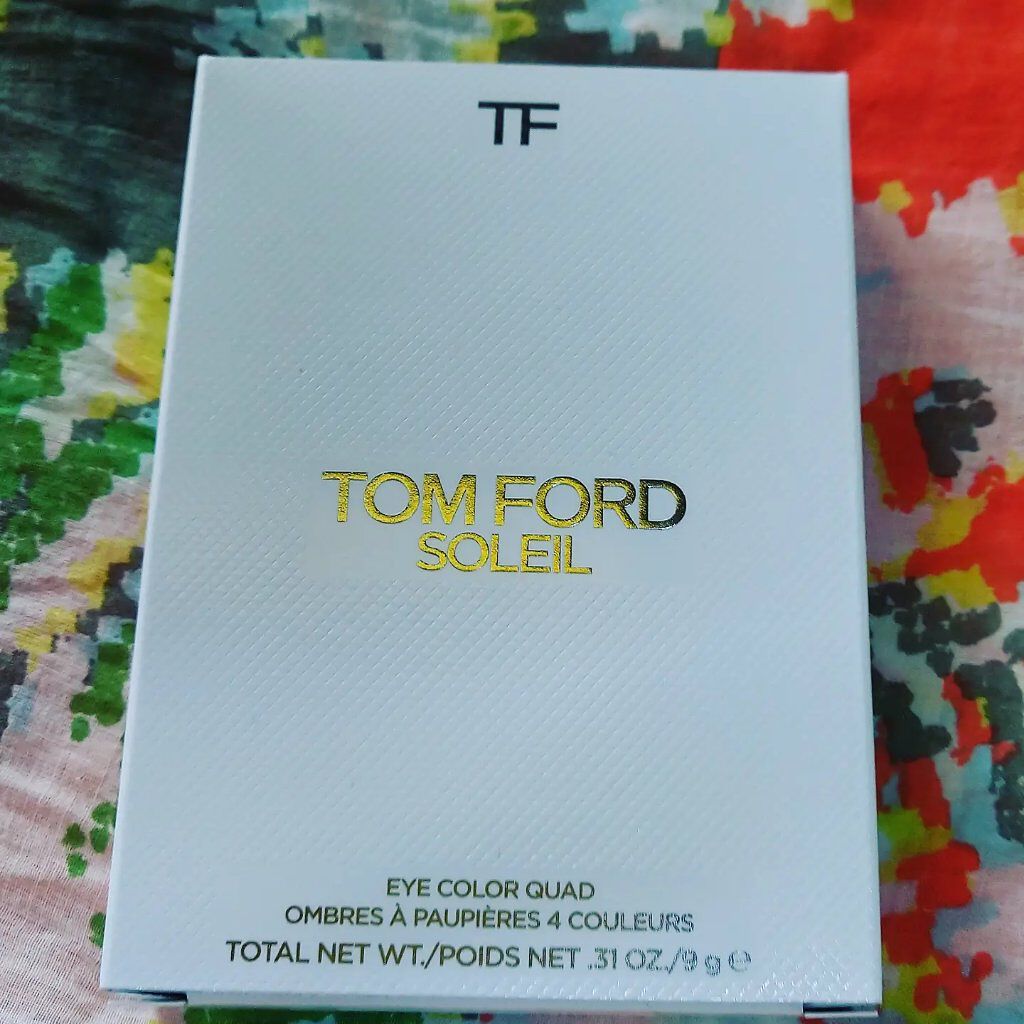 TF
TOM FORD
SOLEIL
EYE COLOR QUAD
OMBRES À PAUPIÈRES 4 COULEURS
TOTAL NET WT./POIDS NET .31 OZ./9 g ℮